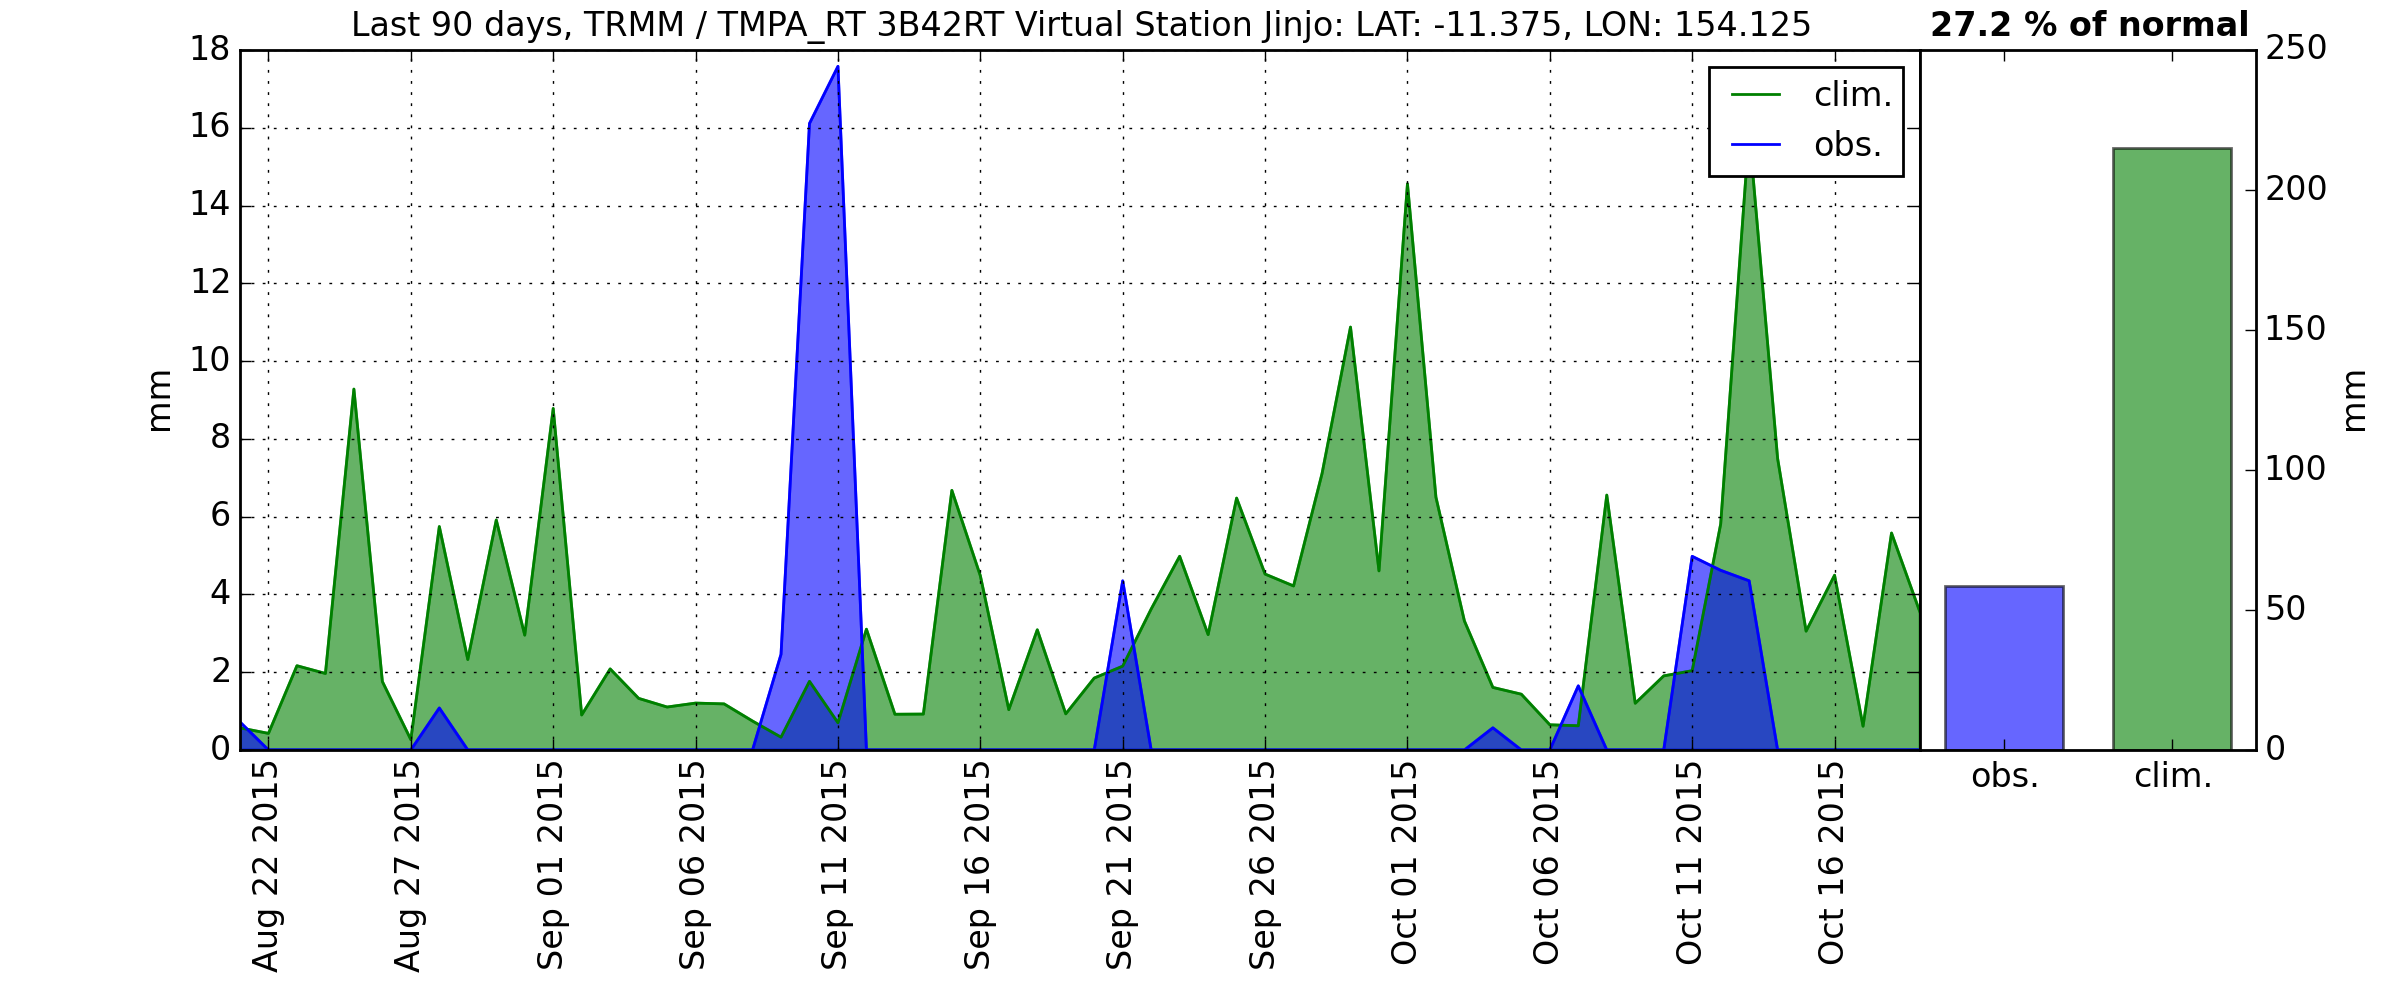 Last 90 days, TRMM / TMPA_RT 3B42RT Virtual Station Jinjo: LAT: -11.375, LON: 154.125
27.2 % of normal
18
16
14
12
10
8
6
4
2
0
mm
clim.
obs.
Aug 22 2015
Aug 27 2015
Sep 01 2015
Sep 06 2015
Sep 11 2015
Sep 16 2015
Sep 21 2015
Sep 26 2015
Oct 01 2015
Oct 06 2015
Oct 11 2015
Oct 16 2015
obs.
clim.
250
200
150
100
50
0
mm